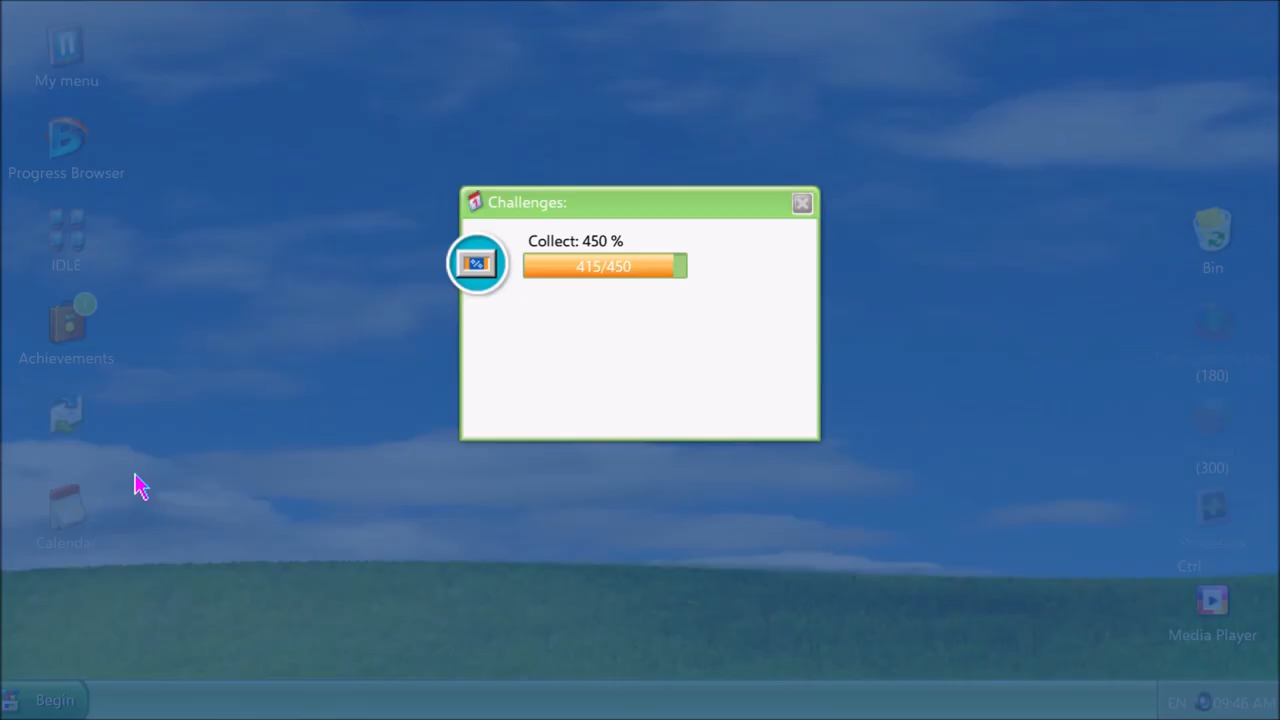 My menu
Progress Browser
IDLE
Achievements
Calendar
Challenges:
Collect: 450 %
415/450
Bin
(180)
(300)
Ctrl
Media Player
Begin
EN
09:46 AM